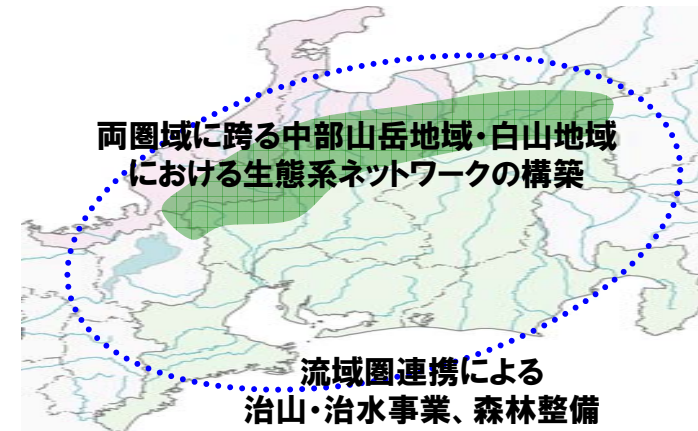 両圏域に跨る中部山岳地域・白山地域
における生態系ネットワークの構築
流域圏連携による
治山・治水事業、森林整備